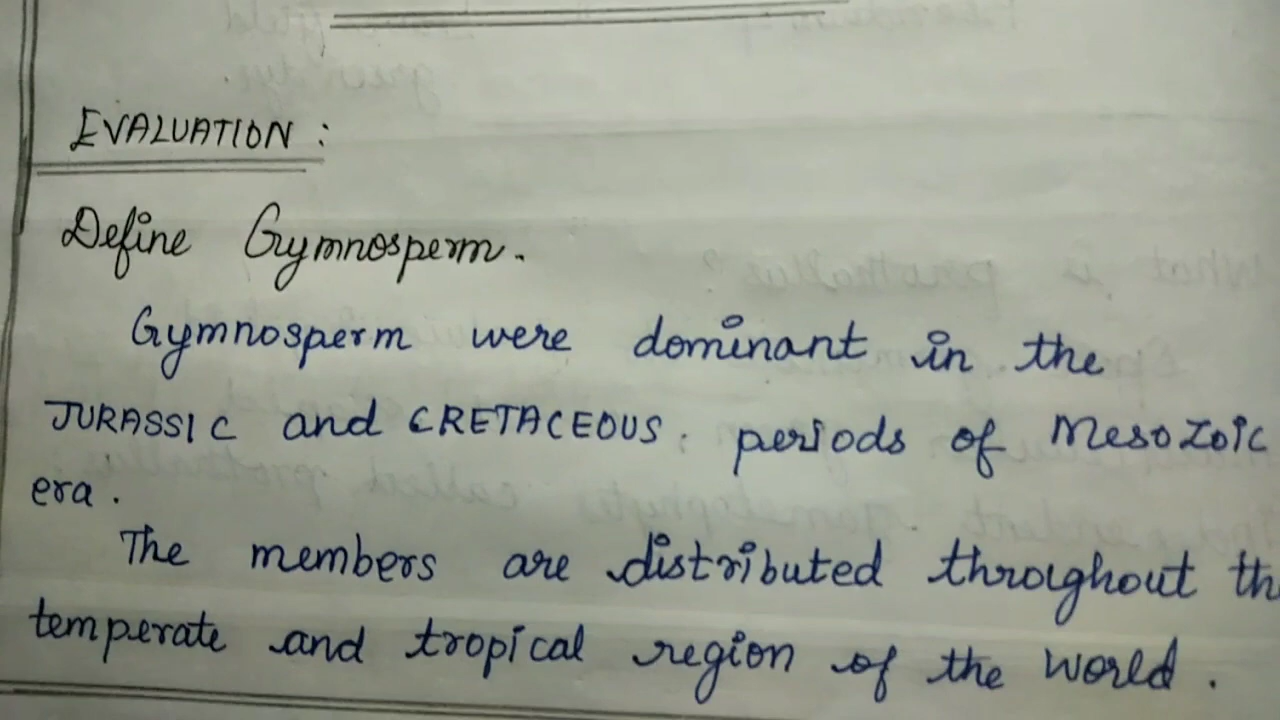 EVALUATION :
Define Gymnosperm.
Gymnosperm were dominant in the
JURASSIC and CRETACEOUS. periods of Mesozoic
era.
The members are distributed throughout th
temperate and tropical region of the world.